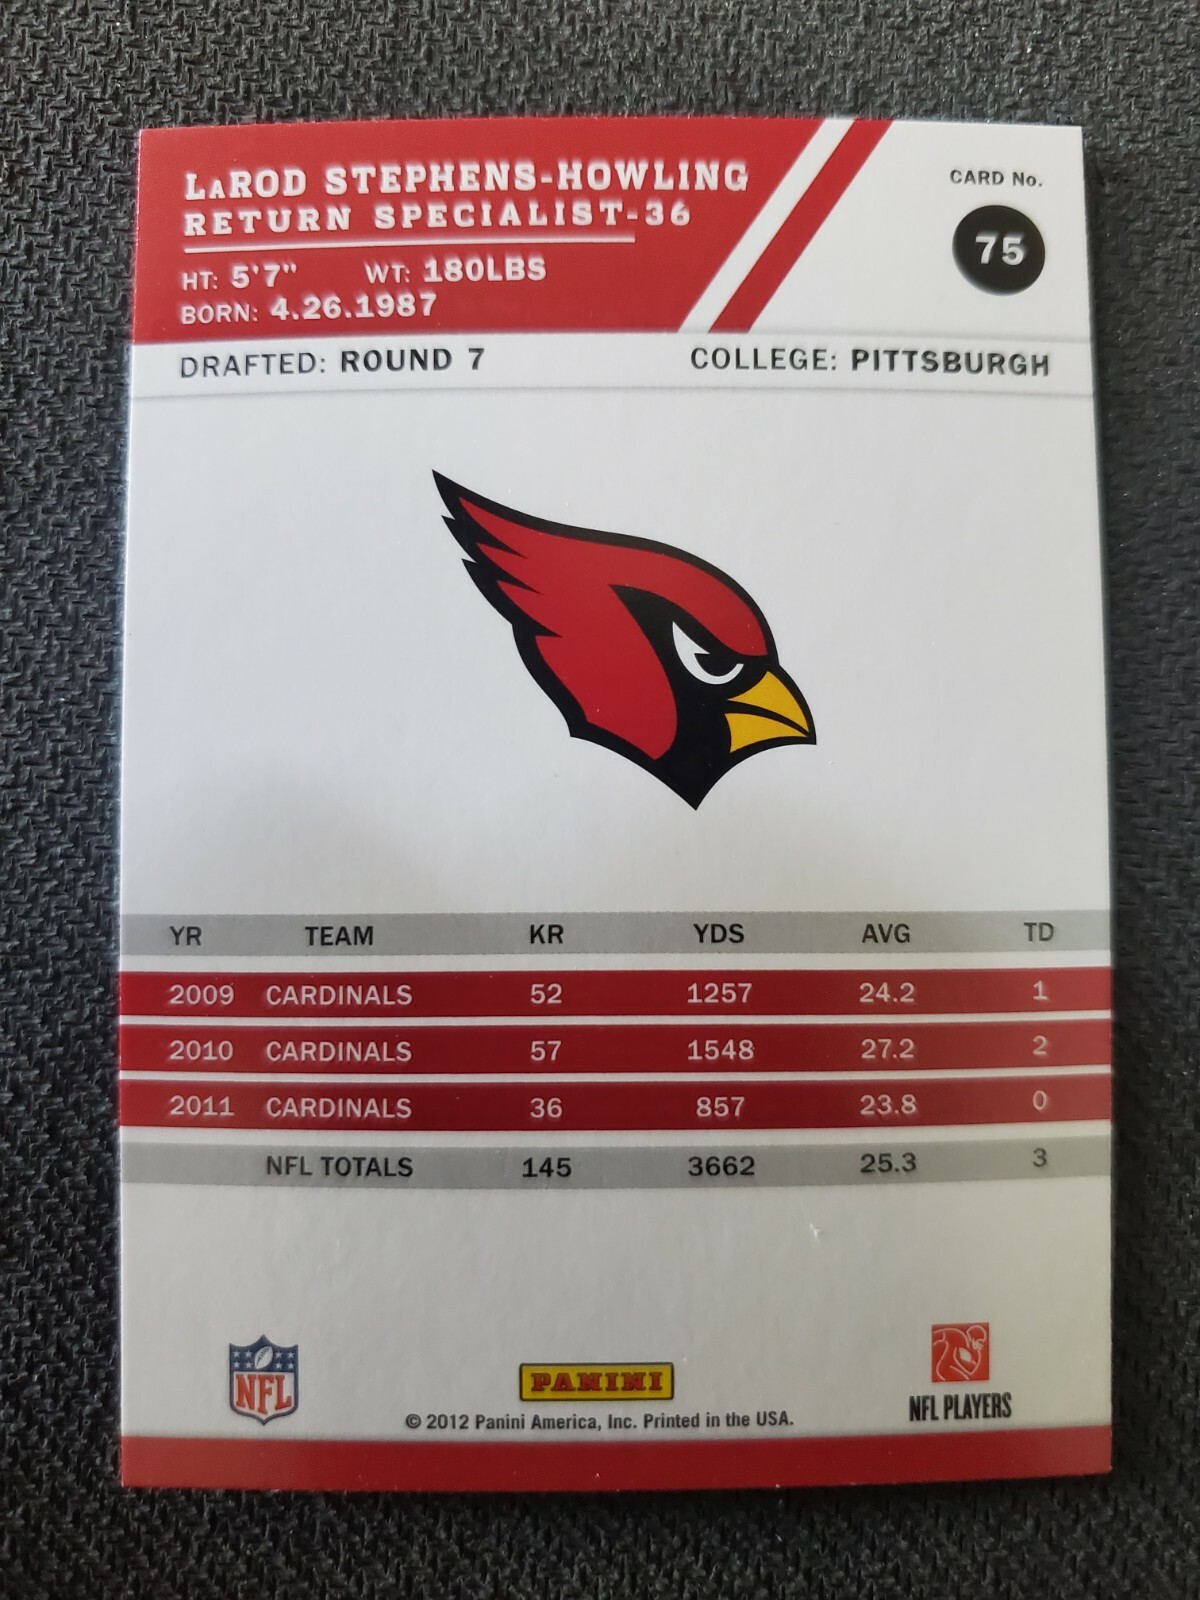 LaROD STEPHENS-HOWLING
RETURN SPECIALIST-36
HT: 5'7" WT: 180LBS
BORN: 4.26.1987
CARD No.
75
DRAFTED: ROUND 7 COLLEGE: PITTSBURGH
YR TEAM KR YDS AVG TD
2009 CARDINALS 52 1257 24.2 1
2010 CARDINALS 57 1548 27.2 2
2011 CARDINALS 36 857 23.8 0
NFL TOTALS 145 3662 25.3 3
NFL
PANINI
© 2012 Panini America, Inc. Printed in the USA.
NFL PLAYERS